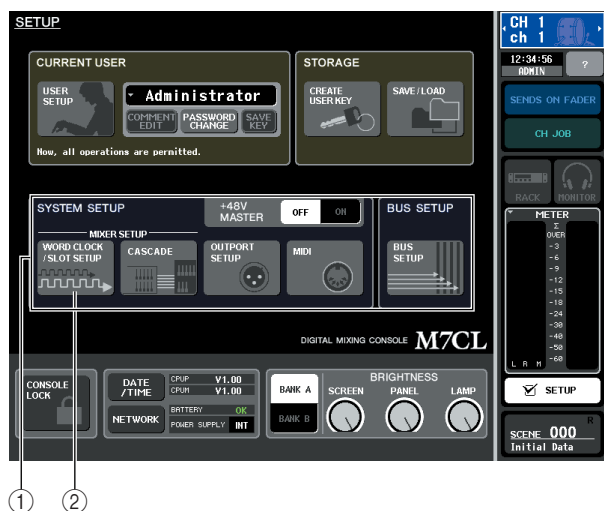 SETUP
CURRENT USER
USER
SETUP
Administrator
COMMENT
EDIT
PASSWORD
CHANGE
SAVE
KEY
Now, all operations are permitted.
STORAGE
CREATE
USER KEY
SAVE/LOAD
SYSTEM SETUP
+48V
MASTER
OFF
ON
MIXER SETUP
WORD CLOCK
/SLOT SETUP
CASCADE
OUTPORT
SETUP
MIDI
BUS SETUP
BUS
SETUP
DIGITAL MIXING CONSOLE M7CL
CONSOLE
LOCK
DATE
/TIME
CPUP V1.00
CPUM V1.00
NETWORK
BATTERY OK
POWER SUPPLY INT
BANK A
BANK B
BRIGHTNESS
SCREEN
PANEL
LAMP
CH 1
ch 1
12:34:56
ADMIN
?
SENDS ON FADER
CH JOB
RACK
MONITOR
METER
Σ
OVER
-3
-6
-9
-12
-15
-18
-24
-30
-40
-50
-60
L R M
SETUP
R
SCENE 000
Initial Data
1
2